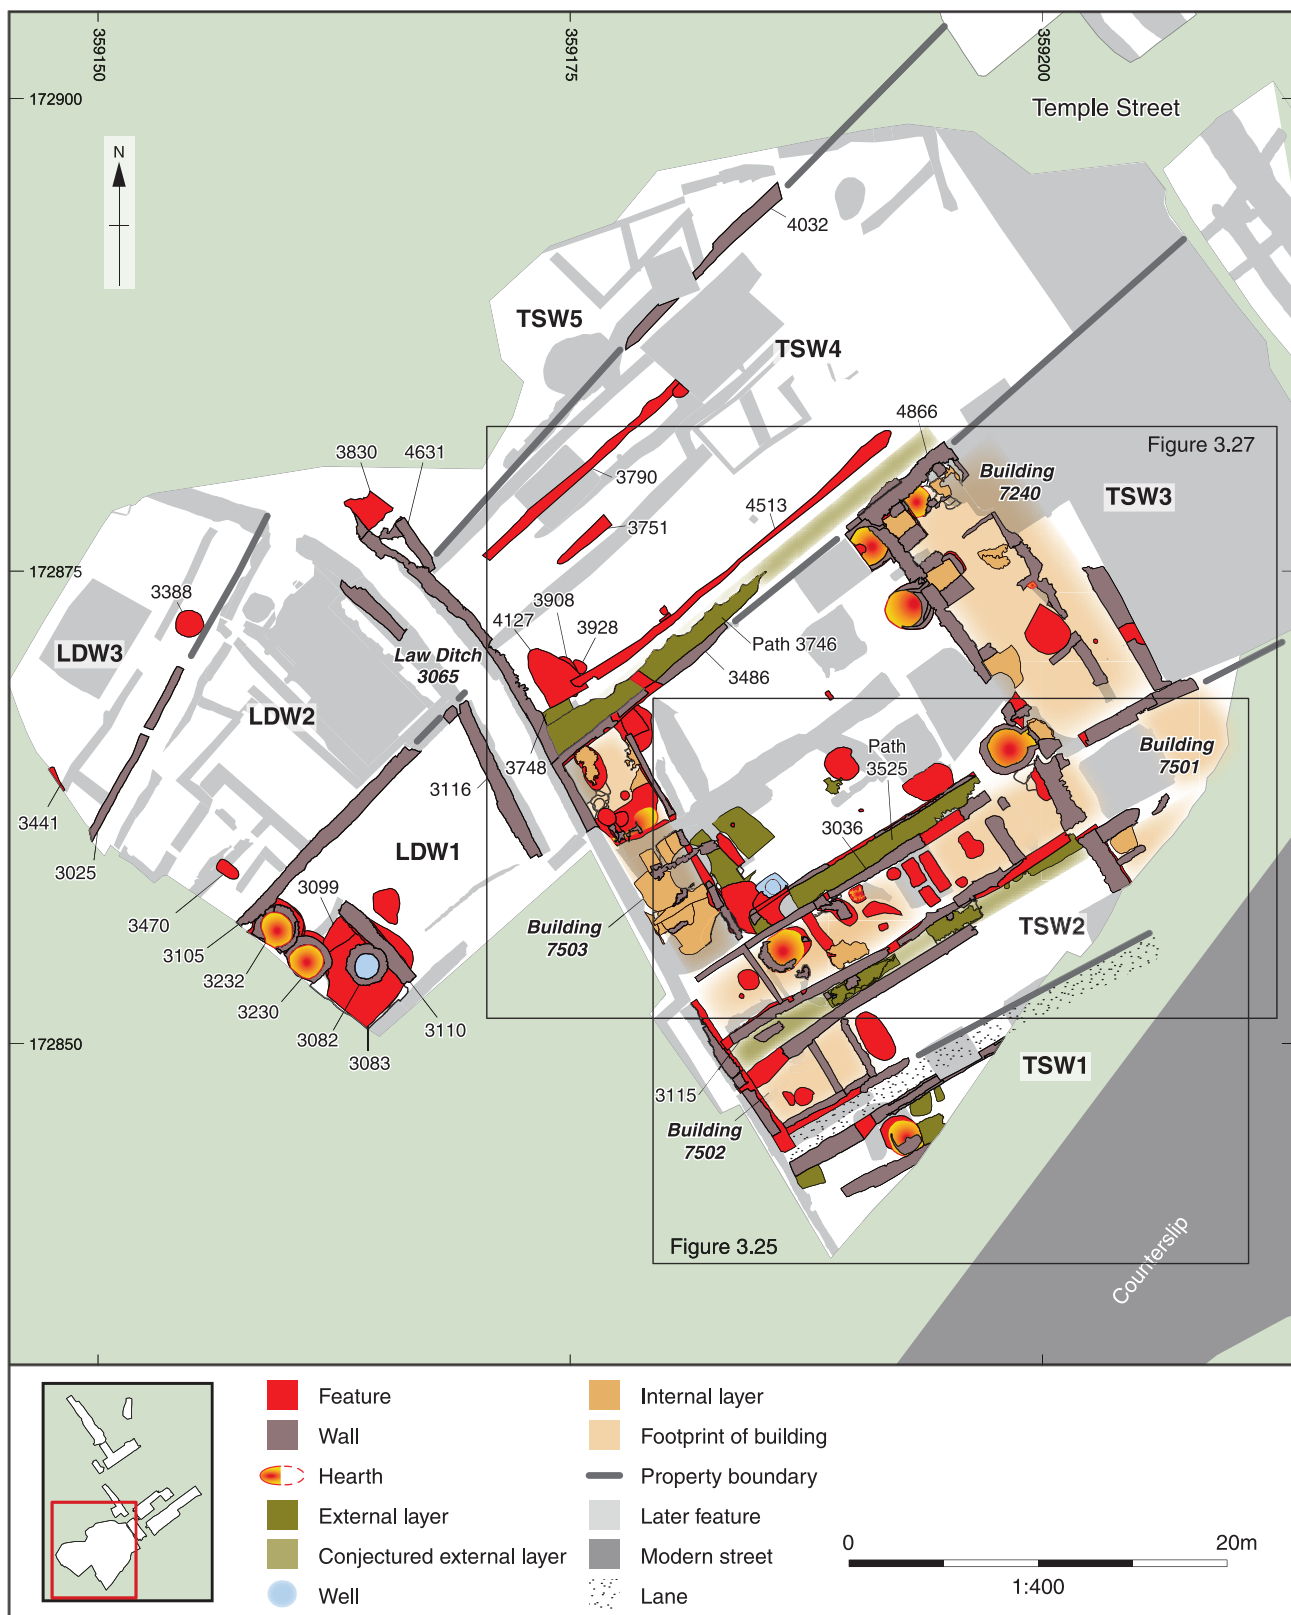 359150
359175
359200
172900
Temple Street
N
4032
TSW5
TSW4
4866
Figure 3.27
3830
4631
Building
7240
3790
TSW3
4513
3751
172875
3388
3908
4127
3928
Path 3746
LDW3
Law Ditch
3065
3486
LDW2
Path
3525
Building
7501
3748
3116
3441
3036
LDW1
3025
3099
3470
Building
7503
TSW2
3105
3232
3230
3110
3082
172850
3083
TSW1
3115
Building
7502
Counterslip
Figure 3.25
Feature
Wall
Hearth
External layer
Conjectured external layer
Well
Internal layer
Footprint of building
Property boundary
Later feature
Modern street
Lane
0
20m
1:400